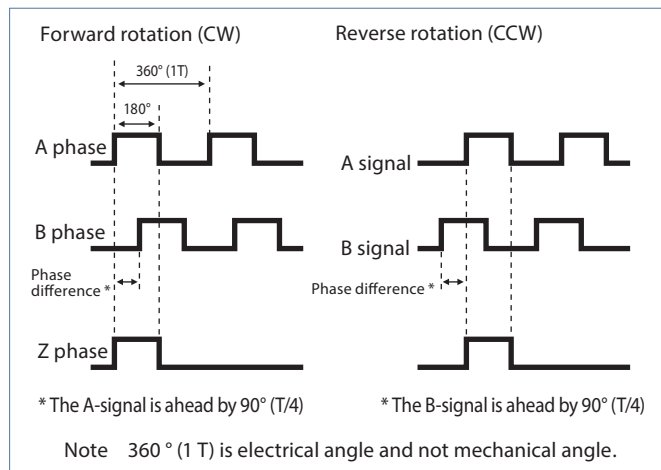 Forward rotation (CW)
360° (1T)
180°
A phase
B phase
Phase
difference *
Z phase
* The A-signal is ahead by 90° (T/4)
Reverse rotation (CCW)
A signal
B signal
Phase difference *
* The B-signal is ahead by 90° (T/4)
Note 360 ° (1 T) is electrical angle and not mechanical angle.